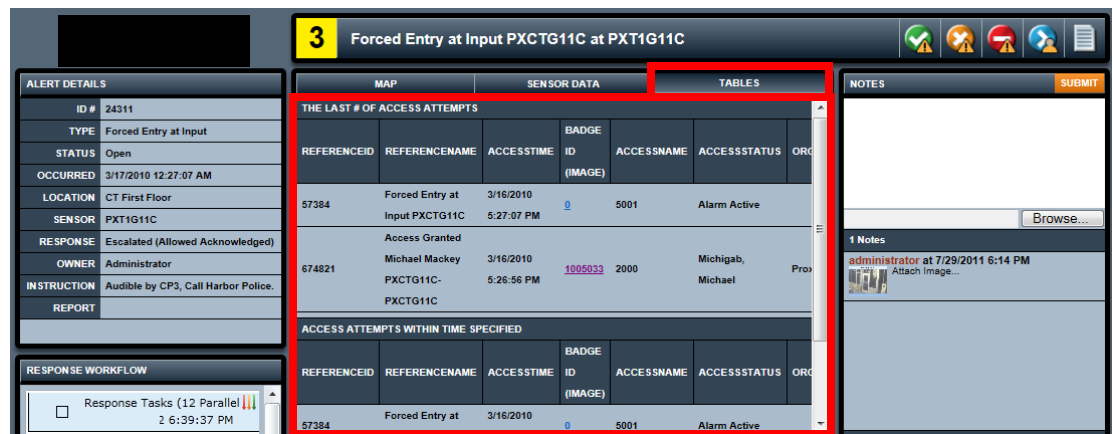 3 Forced Entry at Input PXCTG11C at PXT1G11C
ALERT DETAILS
ID # 24311
TYPE Forced Entry at Input
STATUS Open
OCCURRED 3/17/2010 12:27:07 AM
LOCATION CT First Floor
SENSOR PXT1G11C
RESPONSE Escalated (Allowed Acknowledged)
OWNER Administrator
INSTRUCTION Audible by CP3, Call Harbor Police.
REPORT
RESPONSE WORKFLOW
Response Tasks (12 Parallel
2 6:39:37 PM
MAP SENSOR DATA TABLES
THE LAST # OF ACCESS ATTEMPTS
REFERENCEID REFERENCENAME ACCESSTIME BADGE ID (IMAGE) ACCESSNAME ACCESSSTATUS ORG
57384 Forced Entry at Input PXCTG11C 3/16/2010 5:27:07 PM 0 5001 Alarm Active
674821 Access Granted Michael Mackey PXCTG11C-PXCTG11C 3/16/2010 5:26:56 PM 1005033 2000 Michigab, Michael Prox
ACCESS ATTEMPTS WITHIN TIME SPECIFIED
REFERENCEID REFERENCENAME ACCESSTIME BADGE ID (IMAGE) ACCESSNAME ACCESSSTATUS ORG
57384 Forced Entry at 3/16/2010 0 5001 Alarm Active
NOTES SUBMIT
Browse...
1 Notes
administrator at 7/29/2011 6:14 PM
Attach Image...